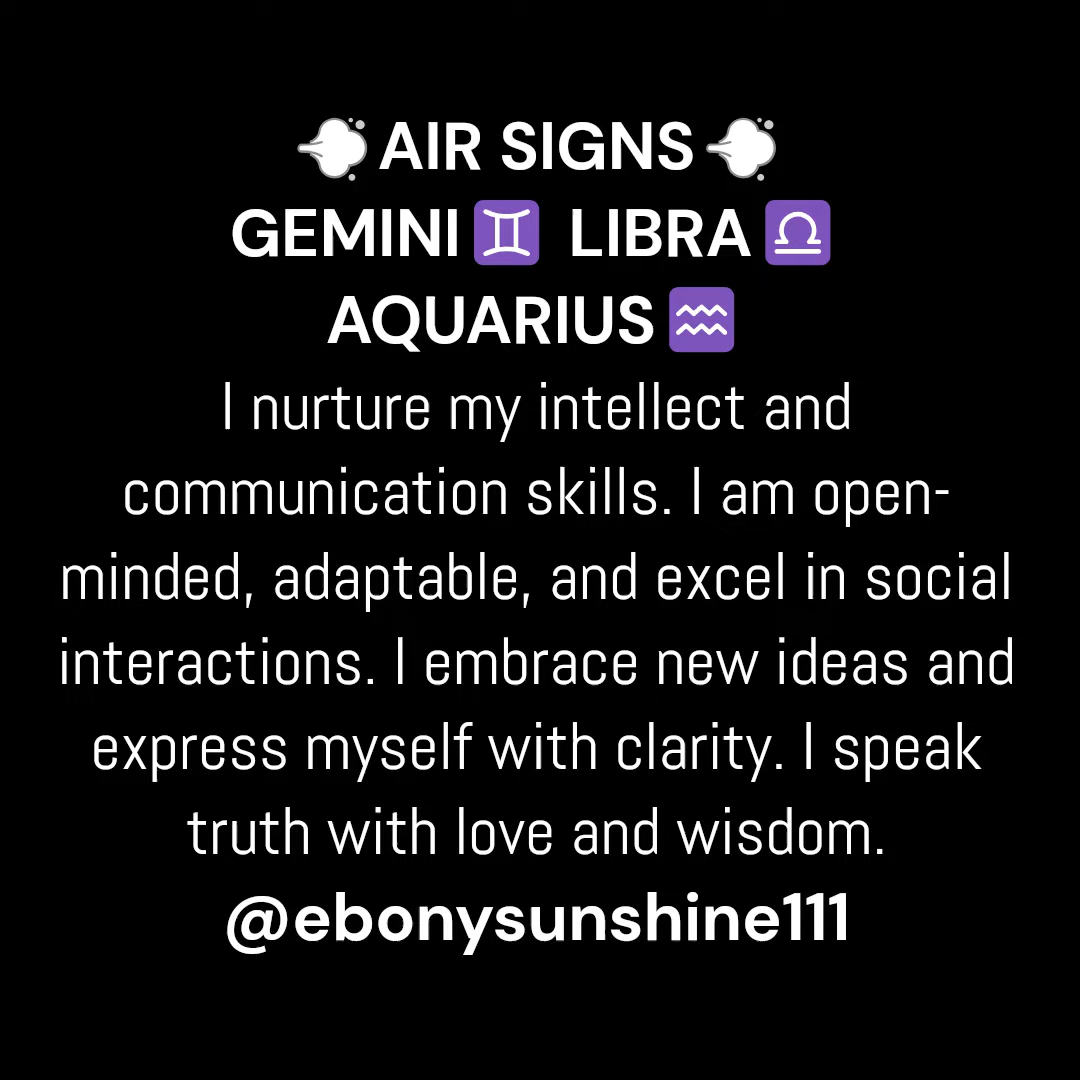 💨AIR SIGNS💨
GEMINI♊ LIBRA♎
AQUARIUS♒
I nurture my intellect and
communication skills. I am open-
minded, adaptable, and excel in social
interactions. I embrace new ideas and
express myself with clarity. I speak
truth with love and wisdom.
@ebonysunshine111